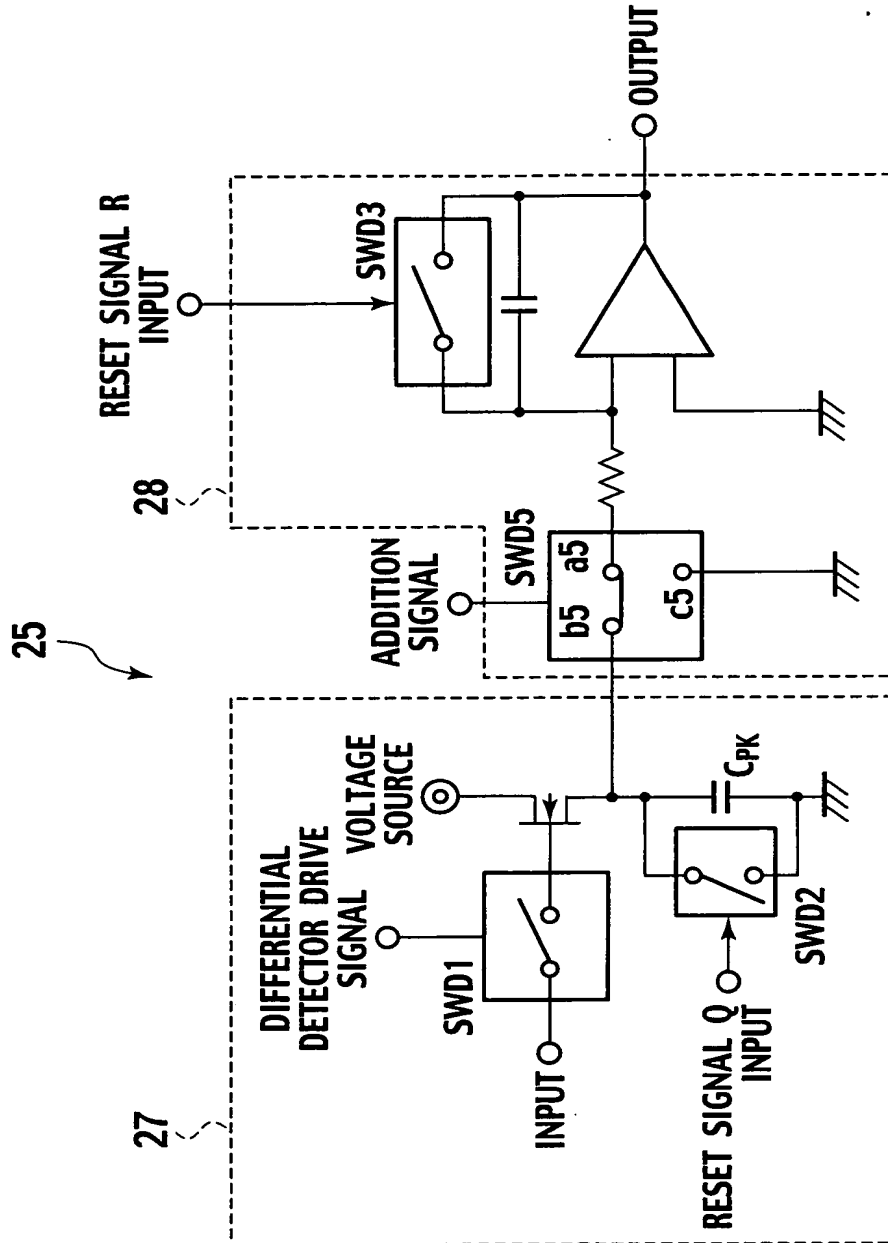 25
27
28
RESET SIGNAL R
INPUT
SWD3
OUTPUT
ADDITION
SIGNAL
SWD5
b5
a5
c5
DIFFERENTIAL
DETECTOR DRIVE
SIGNAL
VOLTAGE
SOURCE
SWD1
INPUT
CPK
SWD2
RESET SIGNAL Q
INPUT